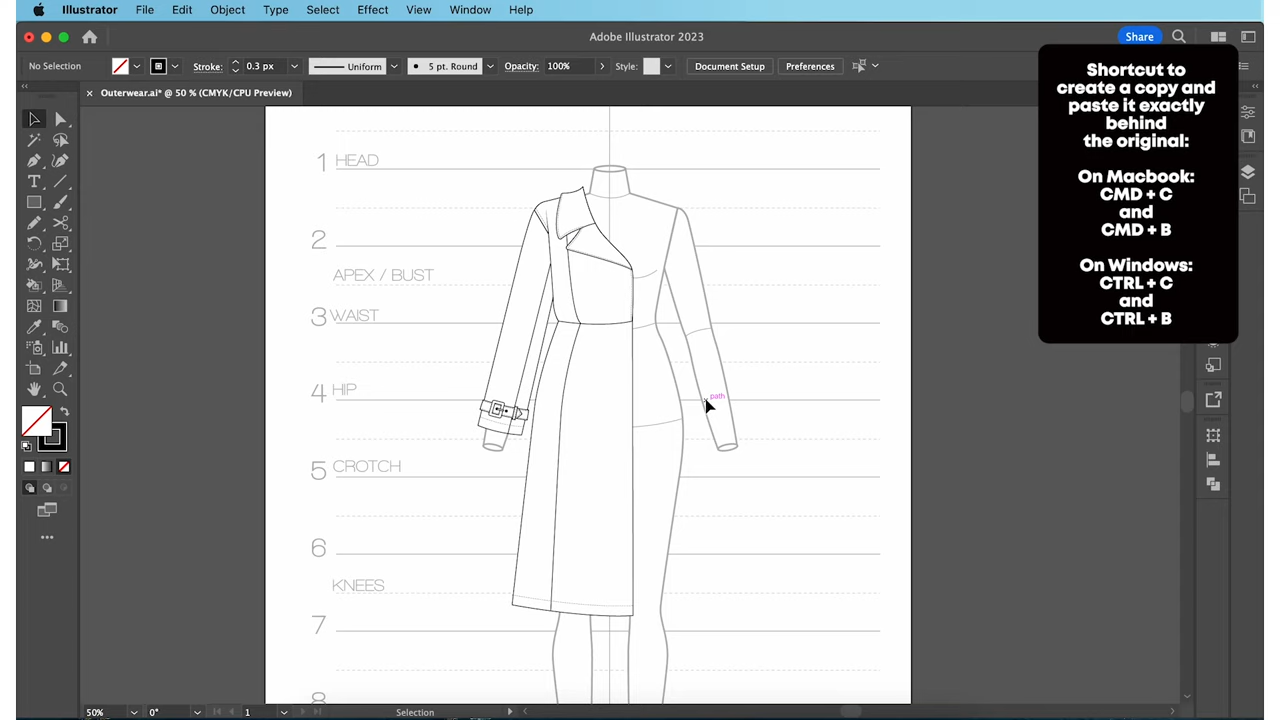 Illustrator File Edit Object Type Select Effect View Window Help
Adobe Illustrator 2023
Share
No Selection
Stroke:
0.3 px
Uniform
5 pt. Round
Opacity:
100%
Style:
Document Setup
Preferences
Outerwear.ai* @ 50 % (CMYK/CPU Preview)
Shortcut to
create a copy and
paste it exactly
behind
the original:
On Macbook:
CMD + C
and
CMD + B
On Windows:
CTRL + C
and
CTRL + B
1 HEAD
2
APEX / BUST
3 WAIST
4 HIP
path
5 CROTCH
6
KNEES
7
8
50%
0°
1
Selection